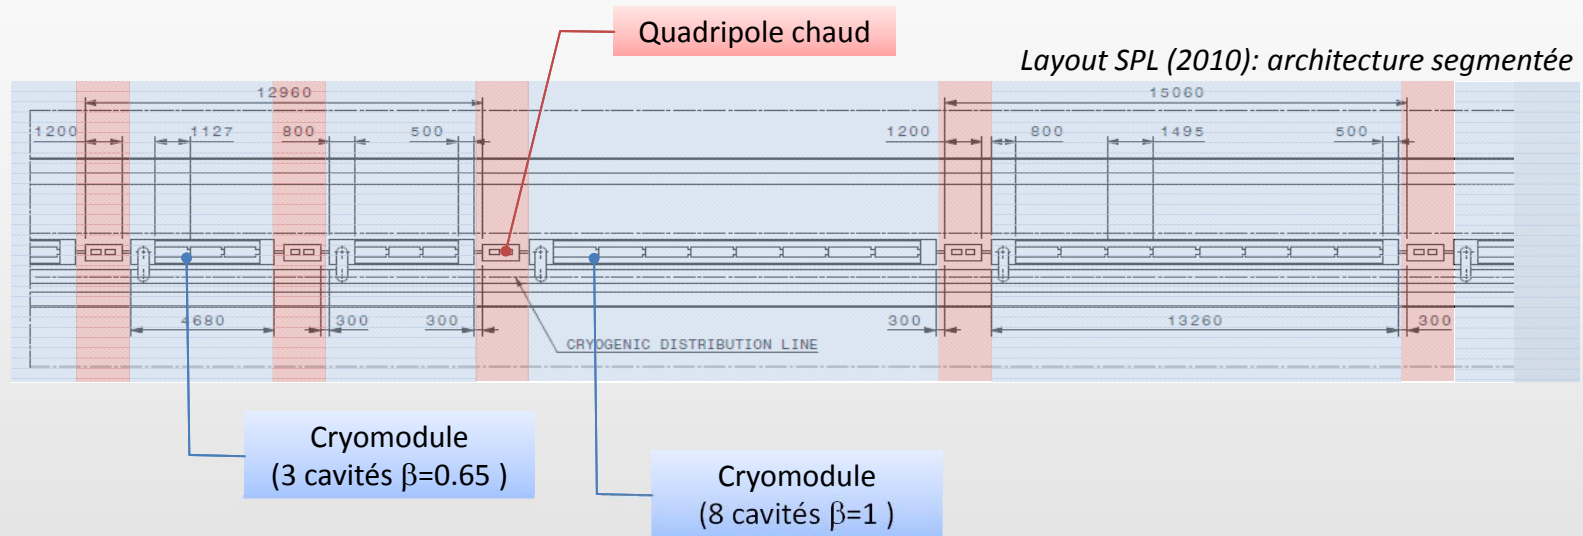 Quadripole chaud
Layout SPL (2010): architecture segmentée
12960
15060
1200
1127
800
500
1200
800
1495
500
4680
300
300
300
13260
300
CRYOGENIC DISTRIBUTION LINE
Cryomodule
(3 cavités β=0.65 )
Cryomodule
(8 cavités β=1 )